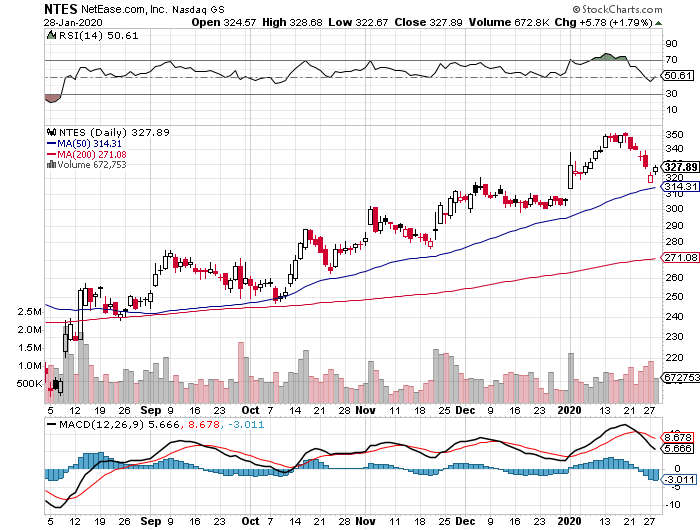 NTES NetEase.com, Inc. Nasdaq GS © StockCharts.com
28-Jan-2020 Open 324.57 High 328.68 Low 322.67 Close 327.89 Volume 672.8K Chg +5.78 (+1.79%)
RSI(14) 50.61
90
70
50.61
30
10
NTES (Daily) 327.89
MA(50) 314.31
MA(200) 271.08
Volume 672,753
350
340
327.89
320
314.31
310
300
290
280
271.08
260
250
240
230
220
210
2.5M
2.0M
1.5M
1.0M
500K
672753
5 12 19 26 Sep 9 16 23 Oct 7 14 21 28 Nov 11 18 25 Dec 9 16 23 2020 13 21 27
MACD(12,26,9) 5.666, 8.678, -3.011
8.678
5.666
0
-3.011
-5
-10
5 12 19 26 Sep 9 16 23 Oct 7 14 21 28 Nov 11 18 25 Dec 9 16 23 2020 13 21 27